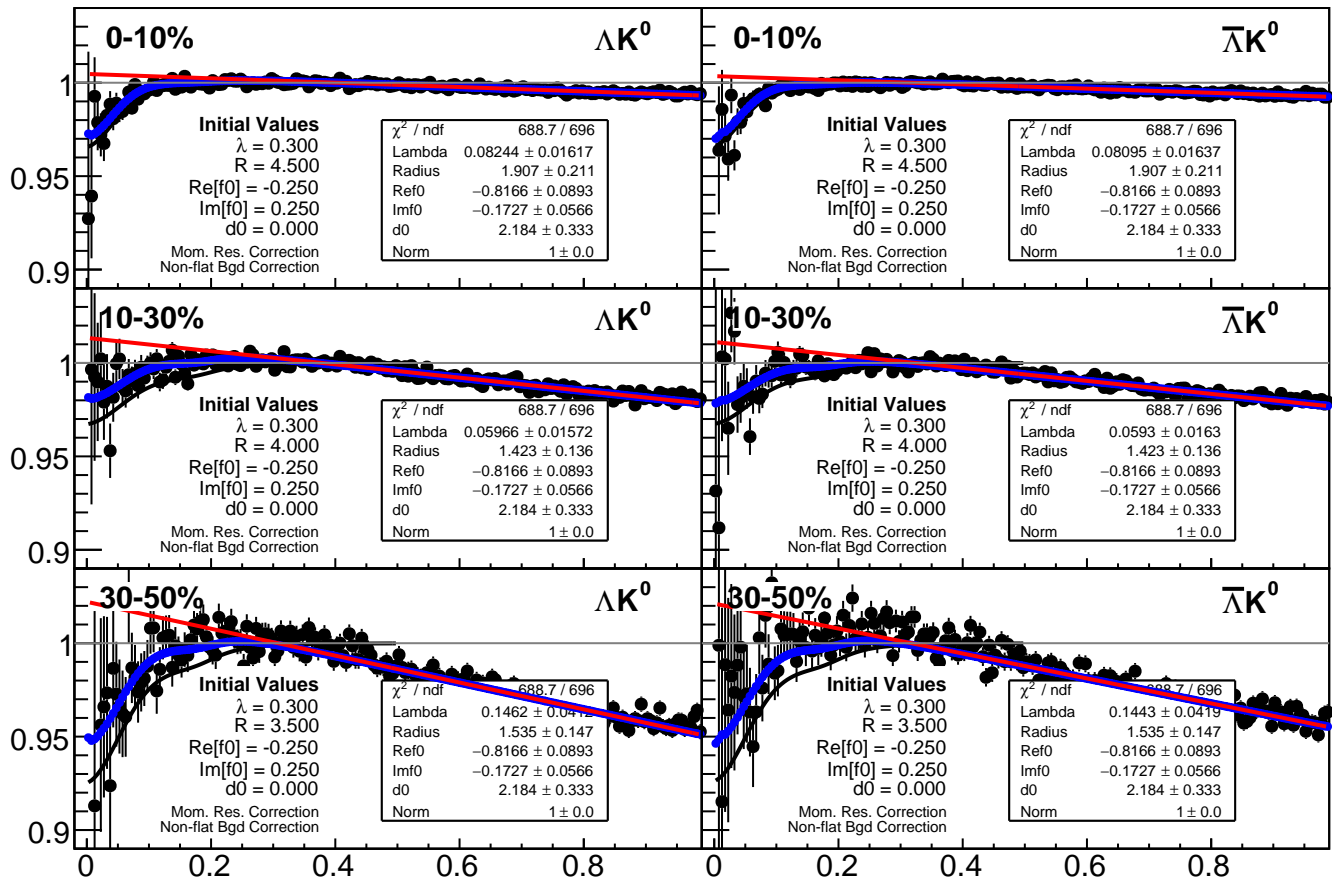 0-10%
ΛK⁰
1
0.95
0.9
Initial Values
λ = 0.300
R = 4.500
Re[f0] = -0.250
Im[f0] = 0.250
d0 = 0.000
Mom. Res. Correction
Non-flat Bgd Correction
χ² / ndf 688.7 / 696
Lambda 0.08244 ± 0.01617
Radius 1.907 ± 0.211
Ref0 −0.8166 ± 0.0893
Imf0 −0.1727 ± 0.0566
d0 2.184 ± 0.333
Norm 1 ± 0.0
0-10%
Λ̅K⁰
Initial Values
λ = 0.300
R = 4.500
Re[f0] = -0.250
Im[f0] = 0.250
d0 = 0.000
Mom. Res. Correction
Non-flat Bgd Correction
χ² / ndf 688.7 / 696
Lambda 0.08095 ± 0.01637
Radius 1.907 ± 0.211
Ref0 −0.8166 ± 0.0893
Imf0 −0.1727 ± 0.0566
d0 2.184 ± 0.333
Norm 1 ± 0.0
10-30%
ΛK⁰
1
0.95
0.9
Initial Values
λ = 0.300
R = 4.000
Re[f0] = -0.250
Im[f0] = 0.250
d0 = 0.000
Mom. Res. Correction
Non-flat Bgd Correction
χ² / ndf 688.7 / 696
Lambda 0.05966 ± 0.01572
Radius 1.423 ± 0.136
Ref0 −0.8166 ± 0.0893
Imf0 −0.1727 ± 0.0566
d0 2.184 ± 0.333
Norm 1 ± 0.0
10-30%
Λ̅K⁰
Initial Values
λ = 0.300
R = 4.000
Re[f0] = -0.250
Im[f0] = 0.250
d0 = 0.000
Mom. Res. Correction
Non-flat Bgd Correction
χ² / ndf 688.7 / 696
Lambda 0.0593 ± 0.0163
Radius 1.423 ± 0.136
Ref0 −0.8166 ± 0.0893
Imf0 −0.1727 ± 0.0566
d0 2.184 ± 0.333
Norm 1 ± 0.0
30-50%
ΛK⁰
1
0.95
0.9
Initial Values
λ = 0.300
R = 3.500
Re[f0] = -0.250
Im[f0] = 0.250
d0 = 0.000
Mom. Res. Correction
Non-flat Bgd Correction
χ² / ndf 688.7 / 696
Lambda 0.1462 ± 0.0412
Radius 1.535 ± 0.147
Ref0 −0.8166 ± 0.0893
Imf0 −0.1727 ± 0.0566
d0 2.184 ± 0.333
Norm 1 ± 0.0
30-50%
Λ̅K⁰
Initial Values
λ = 0.300
R = 3.500
Re[f0] = -0.250
Im[f0] = 0.250
d0 = 0.000
Mom. Res. Correction
Non-flat Bgd Correction
χ² / ndf 688.7 / 696
Lambda 0.1443 ± 0.0419
Radius 1.535 ± 0.147
Ref0 −0.8166 ± 0.0893
Imf0 −0.1727 ± 0.0566
d0 2.184 ± 0.333
Norm 1 ± 0.0
0 0.2 0.4 0.6 0.8 0 0.2 0.4 0.6 0.8